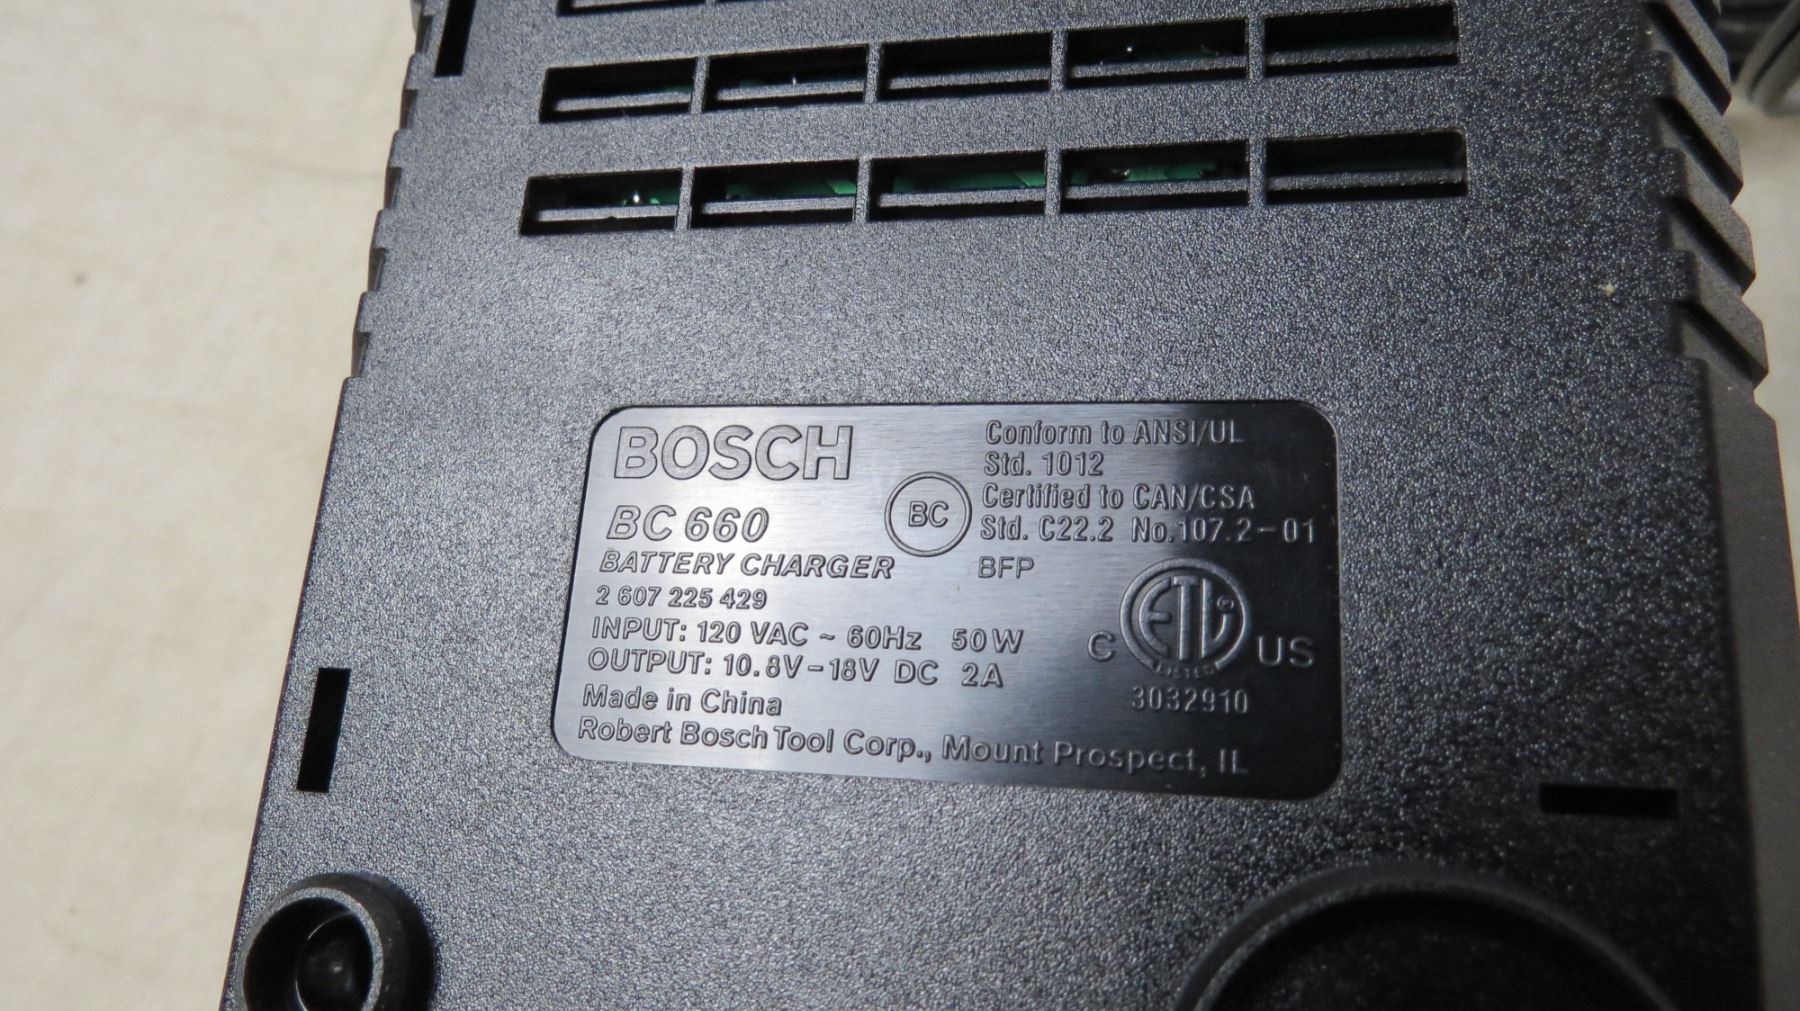 BOSCH
BC 660
BATTERY CHARGER
2 607 225 429
INPUT: 120 VAC ~ 60Hz 50W
OUTPUT: 10.8V-18V DC 2A
Made in China
Robert Bosch Tool Corp., Mount Prospect, IL
BC
Conform to ANSI/UL
Std. 1012
Certified to CAN/CSA
Std. C22.2 No.107.2-01
BFP
C ETL ® US
3032910